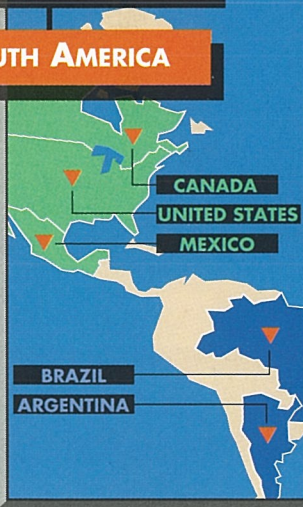 UTH AMERICA
CANADA
UNITED STATES
MEXICO
BRAZIL
ARGENTINA